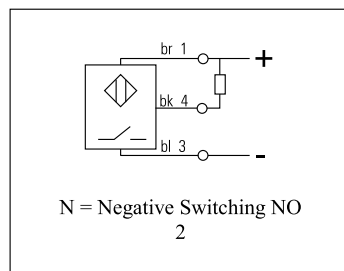 br 1
+
bk 4
bl 3
-
N = Negative Switching NO
2